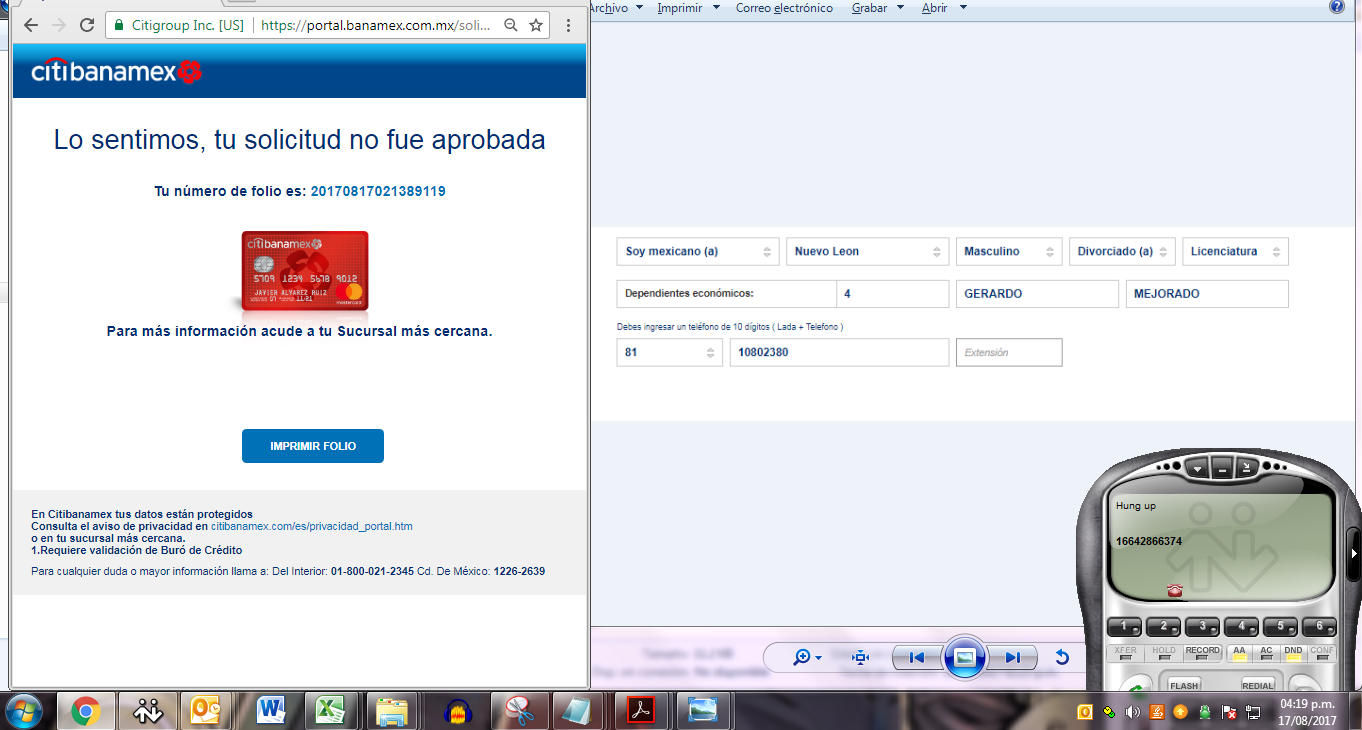 Citigroup Inc. [US]
https://portal.banamex.com.mx/soli...
citibanamex
Lo sentimos, tu solicitud no fue aprobada
Tu número de folio es: 20170817021389119
citibanamex
5709 1234 5678 9012
JAVIER ALVAREZ RUIZ
mastercard
Para más información acude a tu Sucursal más cercana.
IMPRIMIR FOLIO
En Citibanamex tus datos están protegidos
Consulta el aviso de privacidad en citibanamex.com/es/privacidad_portal.htm
o en tu sucursal más cercana.
1.Requiere validación de Buró de Crédito
Para cualquier duda o mayor información llama a: Del Interior: 01-800-021-2345 Cd. De México: 1226-2639
Archivo Imprimir Correo electrónico Grabar Abrir
Soy mexicano (a) Nuevo Leon Masculino Divorciado (a) Licenciatura
Dependientes económicos: 4 GERARDO MEJORADO
Debes ingresar un teléfono de 10 dígitos ( Lada + Telefono )
81 10802380 Extensión
Hung up
16642866374
1 2 3 4 5 6
XFER HOLD RECORD AA AC DND CONF
FLASH REDIAL
04:19 p.m.
17/08/2017